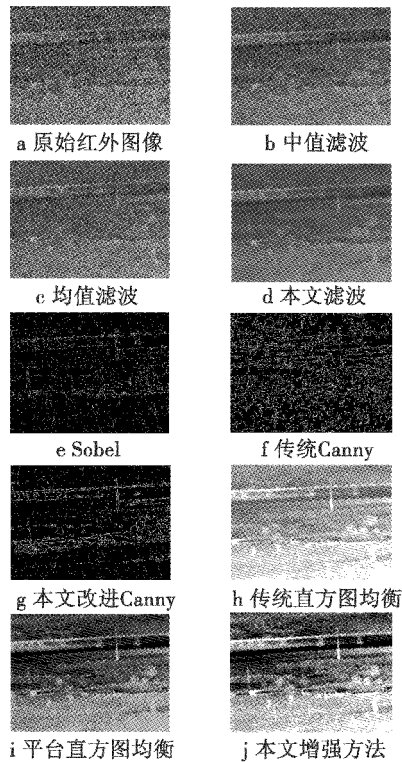 a 原始红外图像
b 中值滤波
c 均值滤波
d 本文滤波
e Sobel
f 传统Canny
g 本文改进Canny
h 传统直方图均衡
i 平台直方图均衡
j 本文增强方法